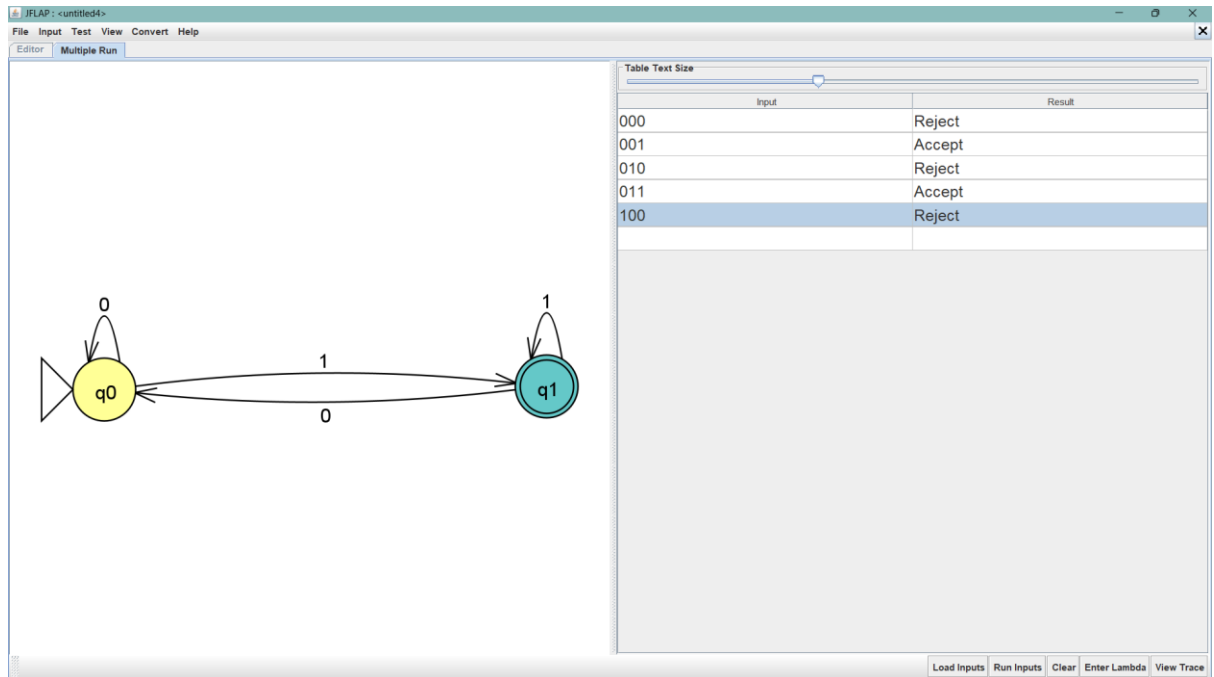 JFLAP : <untitled4>
File Input Test View Convert Help
Editor Multiple Run
Table Text Size
Input Result
000 Reject
001 Accept
010 Reject
011 Accept
100 Reject
0
1
1
q0
q1
0
Load Inputs Run Inputs Clear Enter Lambda View Trace